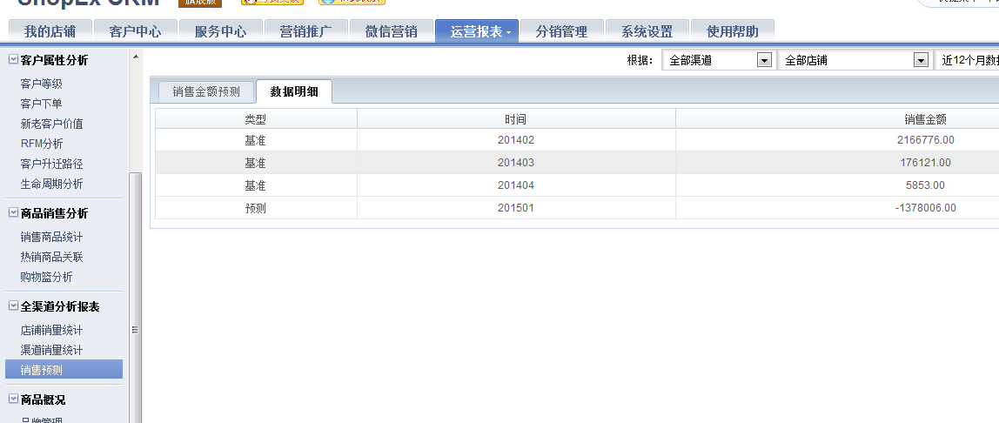 ShopEx CRM
我的店铺 客户中心 服务中心 营销推广 微信营销 运营报表 分销管理 系统设置 使用帮助
根据： 全部渠道 全部店铺 近12个月数据
客户属性分析
客户等级
客户下单
新老客户价值
RFM分析
客户升迁路径
生命周期分析
商品销售分析
销售商品统计
热销商品关联
购物篮分析
全渠道分析报表
店铺销量统计
渠道销量统计
销售预测
商品概况
品牌管理
销售金额预测 数据明细
类型 时间 销售金额
基准 201402 2166776.00
基准 201403 176121.00
基准 201404 5853.00
预测 201501 -1378006.00